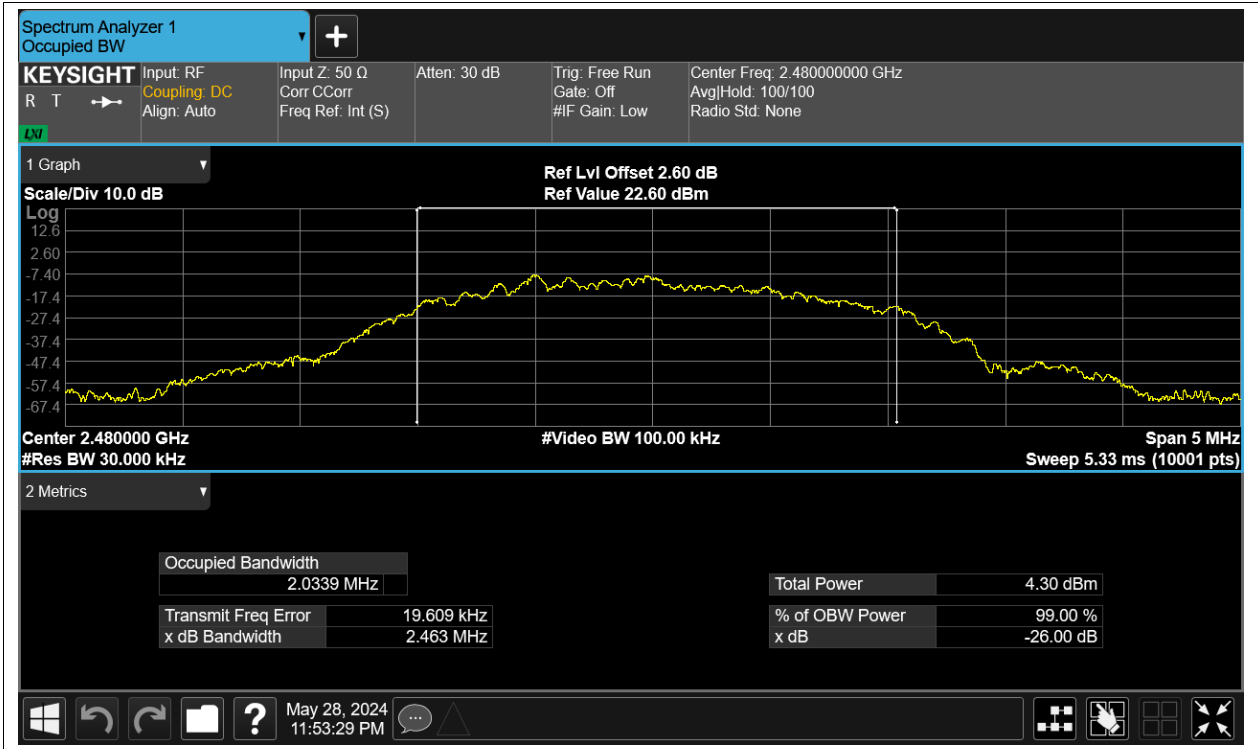 Spectrum Analyzer 1
Occupied BW
KEYSIGHT
R T
LXI
Input: RF
Coupling: DC
Align: Auto
Input Z: 50 Ω
Corr CCorr
Freq Ref: Int (S)
Atten: 30 dB
Trig: Free Run
Gate: Off
#IF Gain: Low
Center Freq: 2.480000000 GHz
Avg|Hold: 100/100
Radio Std: None
1 Graph
Scale/Div 10.0 dB
Ref Lvl Offset 2.60 dB
Ref Value 22.60 dBm
Log
12.6
2.60
-7.40
-17.4
-27.4
-37.4
-47.4
-57.4
-67.4
Center 2.480000 GHz
#Video BW 100.00 kHz
Span 5 MHz
#Res BW 30.000 kHz
Sweep 5.33 ms (10001 pts)
2 Metrics
Occupied Bandwidth
2.0339 MHz
Transmit Freq Error 19.609 kHz
x dB Bandwidth 2.463 MHz
Total Power 4.30 dBm
% of OBW Power 99.00 %
x dB -26.00 dB
May 28, 2024
11:53:29 PM